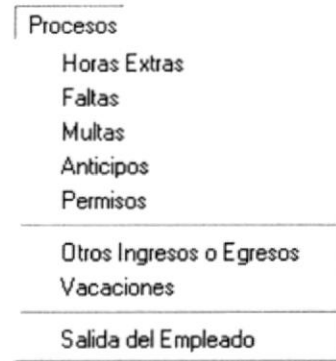 Procesos
Horas Extras
Faltas
Multas
Anticipos
Permisos
Otros Ingresos o Egresos
Vacaciones
Salida del Empleado